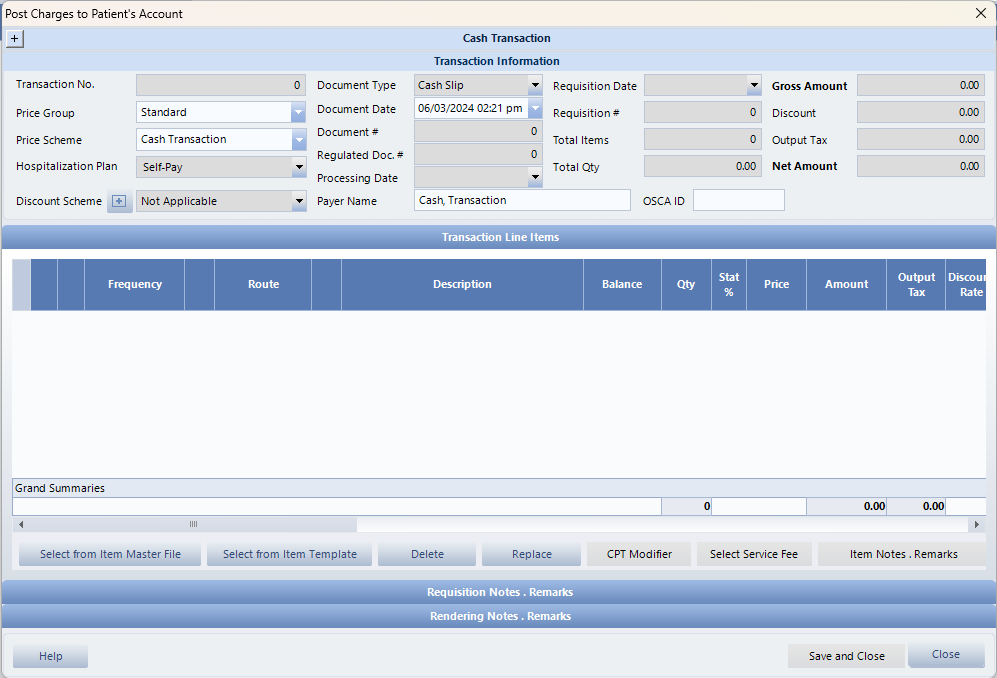 Post Charges to Patient's Account
+
Cash Transaction
Transaction Information
Transaction No. 0
Price Group Standard
Price Scheme Cash Transaction
Hospitalization Plan Self-Pay
Discount Scheme + Not Applicable
Document Type Cash Slip
Document Date 06/03/2024 02:21 pm
Document # 0
Regulated Doc. # 0
Processing Date
Payer Name Cash, Transaction
Requisition Date
Requisition # 0
Total Items 0
Total Qty 0.00
OSCA ID
Gross Amount 0.00
Discount 0.00
Output Tax 0.00
Net Amount 0.00
Transaction Line Items
Frequency Route Description Balance Qty Stat % Price Amount Output Tax Discour Rate
Grand Summaries
0 0.00 0.00
Select from Item Master File Select from Item Template Delete Replace CPT Modifier Select Service Fee Item Notes . Remarks
Requisition Notes . Remarks
Rendering Notes . Remarks
Help Save and Close Close